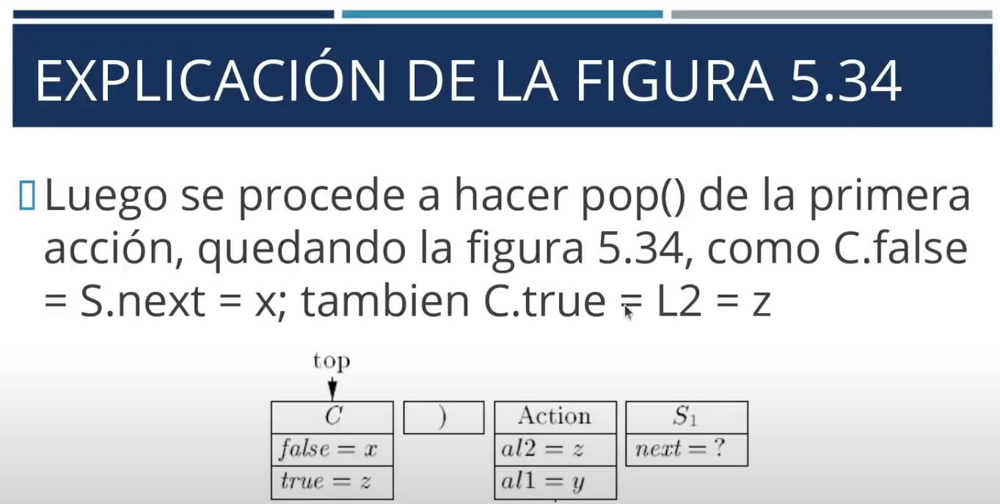 EXPLICACIÓN DE LA FIGURA 5.34
Luego se procede a hacer pop() de la primera
acción, quedando la figura 5.34, como C.false
= S.next = x; tambien C.true = L2 = z
top
C ) Action S₁
false = x al2 = z next = ?
true = z al1 = y